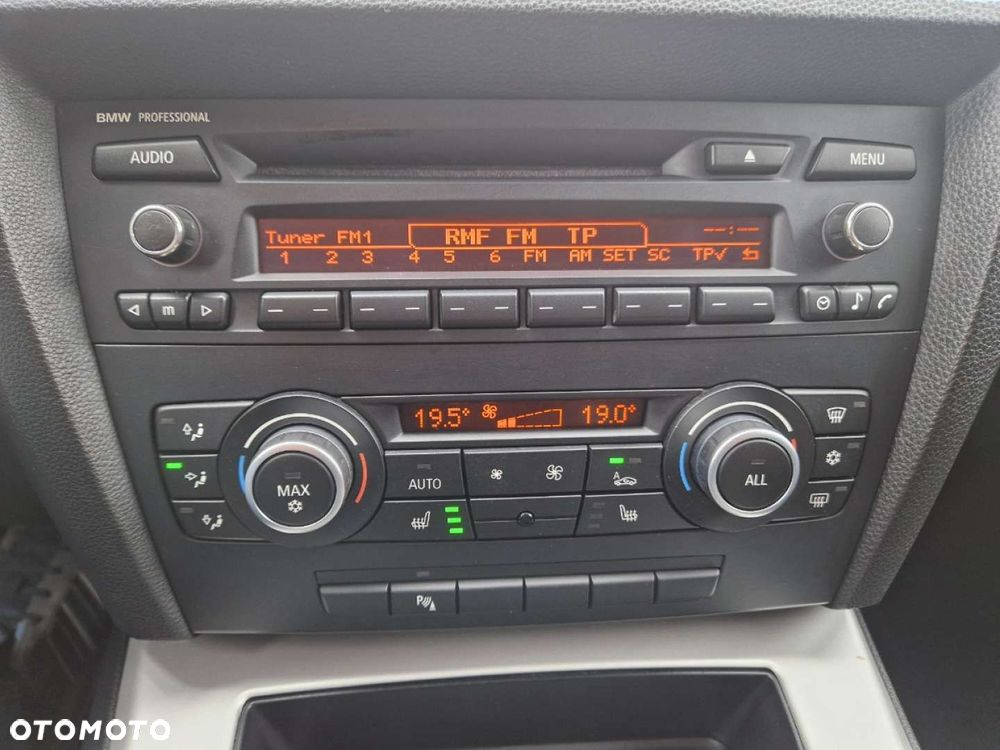 BMW PROFESSIONAL
AUDIO
MENU
Tuner FM1 RMF FM TP --:--
1 2 3 4 5 6 FM AM SET SC TP✓
m
19.5° 19.0°
MAX
AUTO
A
ALL
P
OTOMOTO